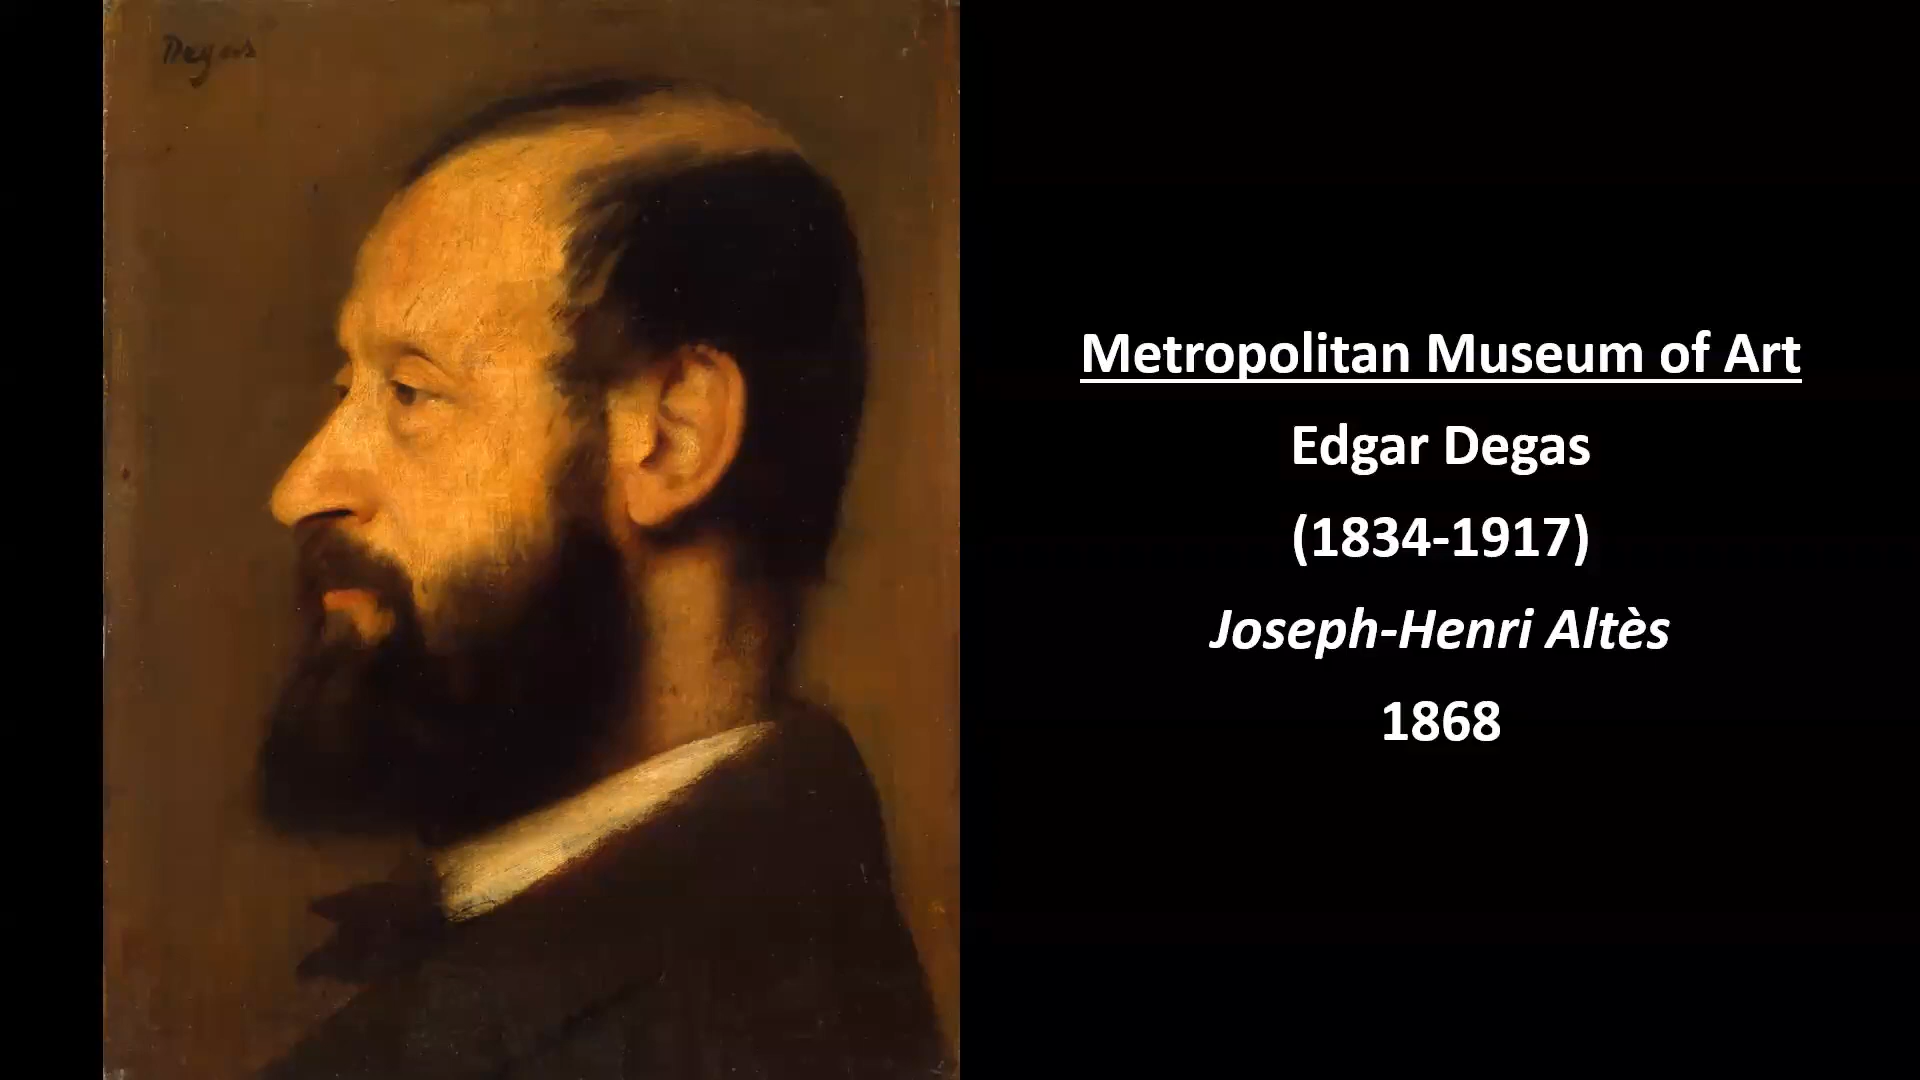 Degas
Metropolitan Museum of Art
Edgar Degas
(1834-1917)
Joseph-Henri Altès
1868